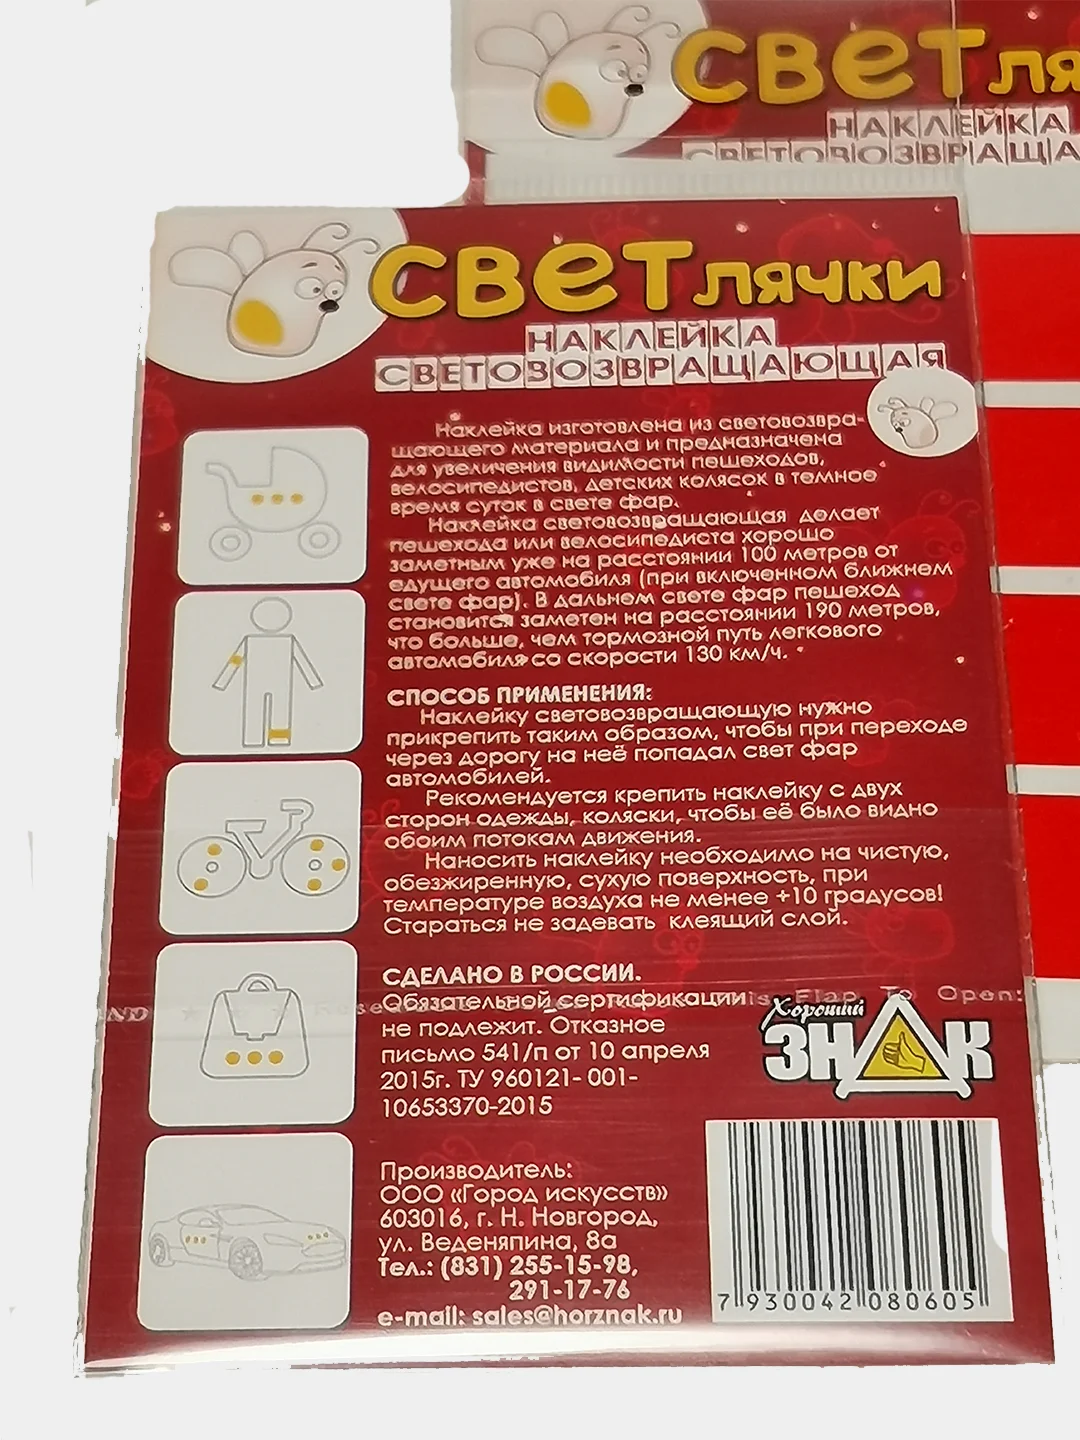 СВЕТля
НАКЛЕЙКА
СВЕТОВОЗВРАЩА
СВЕТлячки
НАКЛЕЙКА
СВЕТОВОЗВРАЩАЮЩАЯ
Наклейка изготовлена из световозвра-
щающего материала и предназначена
для увеличения видимости пешеходов,
велосипедистов, детских колясок в темное
время суток в свете фар.
Наклейка световозвращающая делает
пешехода или велосипедиста хорошо
заметным уже на расстоянии 100 метров от
едущего автомобиля (при включенном ближнем
свете фар). В дальнем свете фар пешеход
становится заметен на расстоянии 190 метров,
что больше, чем тормозной путь легкового
автомобиля со скорости 130 км/ч.
СПОСОБ ПРИМЕНЕНИЯ:
Наклейку световозвращающую нужно
прикрепить таким образом, чтобы при переходе
через дорогу на неё попадал свет фар
автомобилей.
Рекомендуется крепить наклейку с двух
сторон одежды, коляски, чтобы её было видно
обоим потокам движения.
Наносить наклейку необходимо на чистую,
обезжиренную, сухую поверхность, при
температуре воздуха не менее +10 градусов!
Стараться не задевать клеящий слой.
СДЕЛАНО В РОССИИ.
Обязательной сертификации
не подлежит. Отказное
письмо 541/п от 10 апреля
2015г. ТУ 960121- 001-
10653370-2015
Flap To Open:
Хороший
ЗНАК
Производитель:
ООО «Город искусств»
603016, г. Н. Новгород,
ул. Веденяпина, 8а
Тел.: (831) 255-15-98,
291-17-76
e-mail: sales@horznak.ru
7 930042 080605